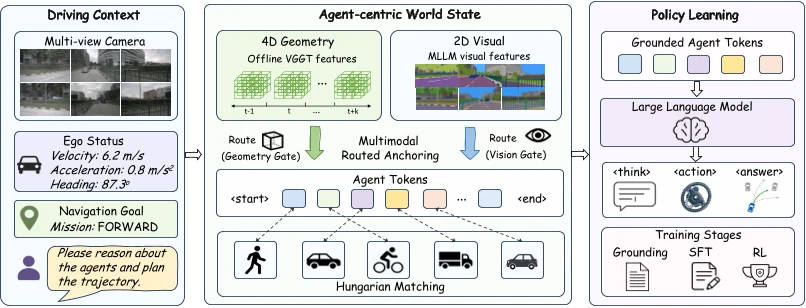 Driving Context
Multi-view Camera
Ego Status
Velocity: 6.2 m/s
Acceleration: 0.8 m/s²
Heading: 87.3°
Navigation Goal
Mission: FORWARD
Please reason about
the agents and plan
the trajectory.
Agent-centric World State
4D Geometry
Offline VGGT features
t-1 t ... t+k
2D Visual
MLLM visual features
Route
(Geometry Gate)
Multimodal
Routed Anchoring
Route
(Vision Gate)
Agent Tokens
<start> ... <end>
Hungarian Matching
Policy Learning
Grounded Agent Tokens
Large Language Model
<think> <action> <answer>
Training Stages
Grounding SFT RL